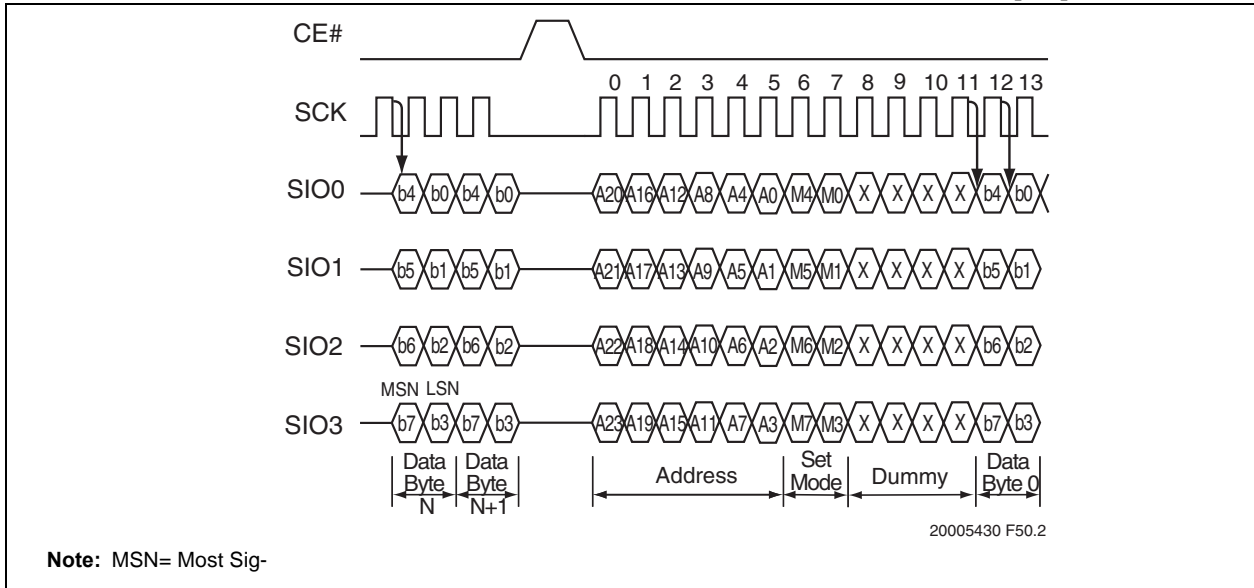 CE#
0 1 2 3 4 5 6 7 8 9 10 11 12 13
SCK
SIO0 b4 b0 b4 b0 A20 A16 A12 A8 A4 A0 M4 M0 X X X X b4 b0
SIO1 b5 b1 b5 b1 A21 A17 A13 A9 A5 A1 M5 M1 X X X X b5 b1
SIO2 b6 b2 b6 b2 A22 A18 A14 A10 A6 A2 M6 M2 X X X X b6 b2
MSN LSN
SIO3 b7 b3 b7 b3 A23 A19 A15 A11 A7 A3 M7 M3 X X X X b7 b3
Data Data Set Data
Byte Byte Address Mode Dummy Byte 0
N N+1
20005430 F50.2
Note: MSN= Most Sig-